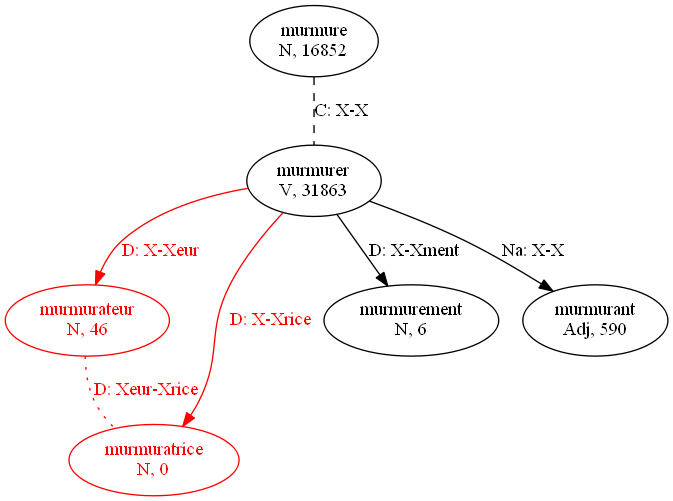 murmure
N, 16852
C: X-X
murmurer
V, 31863
D: X-Xeur
D: X-Xment
Na: X-X
murmurateur
N, 46
D: X-Xrice
murmurement
N, 6
murmurant
Adj, 590
D: Xeur-Xrice
murmuratrice
N, 0